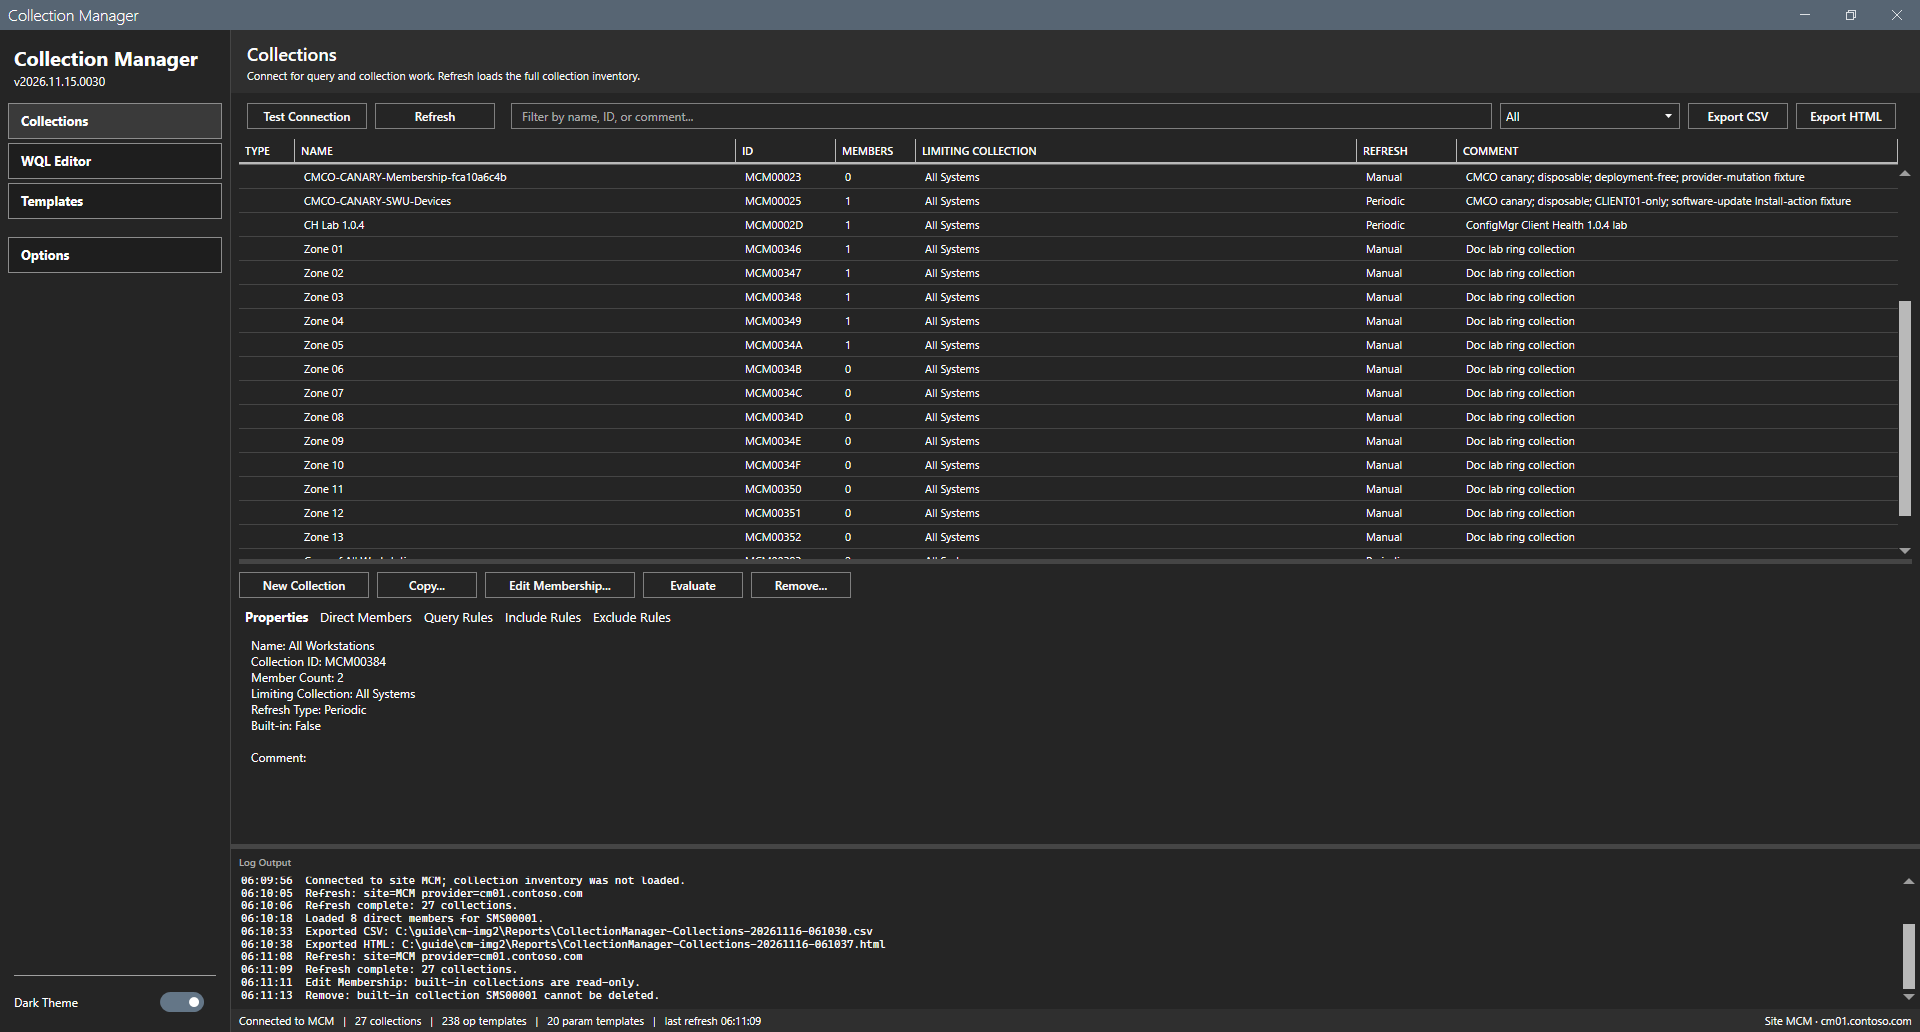 Collection Manager
Collection Manager
v2026.11.15.0030
Collections
WQL Editor
Templates
Options
Dark Theme
Collections
Connect for query and collection work. Refresh loads the full collection inventory.
Test Connection Refresh Filter by name, ID, or comment... All Export CSV Export HTML
TYPE NAME ID MEMBERS LIMITING COLLECTION REFRESH COMMENT
CMCO-CANARY-Membership-fca10a6c4b MCM00023 0 All Systems Manual CMCO canary; disposable; deployment-free; provider-mutation fixture
CMCO-CANARY-SWU-Devices MCM00025 1 All Systems Periodic CMCO canary; disposable; CLIENT01-only; software-update Install-action fixture
CH Lab 1.0.4 MCM0002D 1 All Systems Periodic ConfigMgr Client Health 1.0.4 lab
Zone 01 MCM00346 1 All Systems Manual Doc lab ring collection
Zone 02 MCM00347 1 All Systems Manual Doc lab ring collection
Zone 03 MCM00348 1 All Systems Manual Doc lab ring collection
Zone 04 MCM00349 1 All Systems Manual Doc lab ring collection
Zone 05 MCM0034A 1 All Systems Manual Doc lab ring collection
Zone 06 MCM0034B 0 All Systems Manual Doc lab ring collection
Zone 07 MCM0034C 0 All Systems Manual Doc lab ring collection
Zone 08 MCM0034D 0 All Systems Manual Doc lab ring collection
Zone 09 MCM0034E 0 All Systems Manual Doc lab ring collection
Zone 10 MCM0034F 0 All Systems Manual Doc lab ring collection
Zone 11 MCM00350 0 All Systems Manual Doc lab ring collection
Zone 12 MCM00351 0 All Systems Manual Doc lab ring collection
Zone 13 MCM00352 0 All Systems Manual Doc lab ring collection
New Collection Copy... Edit Membership... Evaluate Remove...
Properties Direct Members Query Rules Include Rules Exclude Rules
Name: All Workstations
Collection ID: MCM00384
Member Count: 2
Limiting Collection: All Systems
Refresh Type: Periodic
Built-in: False
Comment:
Log Output
06:09:56 Connected to site MCM; collection inventory was not loaded.
06:10:05 Refresh: site=MCM provider=cm01.contoso.com
06:10:06 Refresh complete: 27 collections.
06:10:18 Loaded 8 direct members for SMS00001.
06:10:33 Exported CSV: C:\guide\cm-img2\Reports\CollectionManager-Collections-20261116-061030.csv
06:10:38 Exported HTML: C:\guide\cm-img2\Reports\CollectionManager-Collections-20261116-061037.html
06:11:08 Refresh: site=MCM provider=cm01.contoso.com
06:11:09 Refresh complete: 27 collections.
06:11:11 Edit Membership: built-in collections are read-only.
06:11:13 Remove: built-in collection SMS00001 cannot be deleted.
Connected to MCM | 27 collections | 238 op templates | 20 param templates | last refresh 06:11:09
Site MCM · cm01.contoso.com